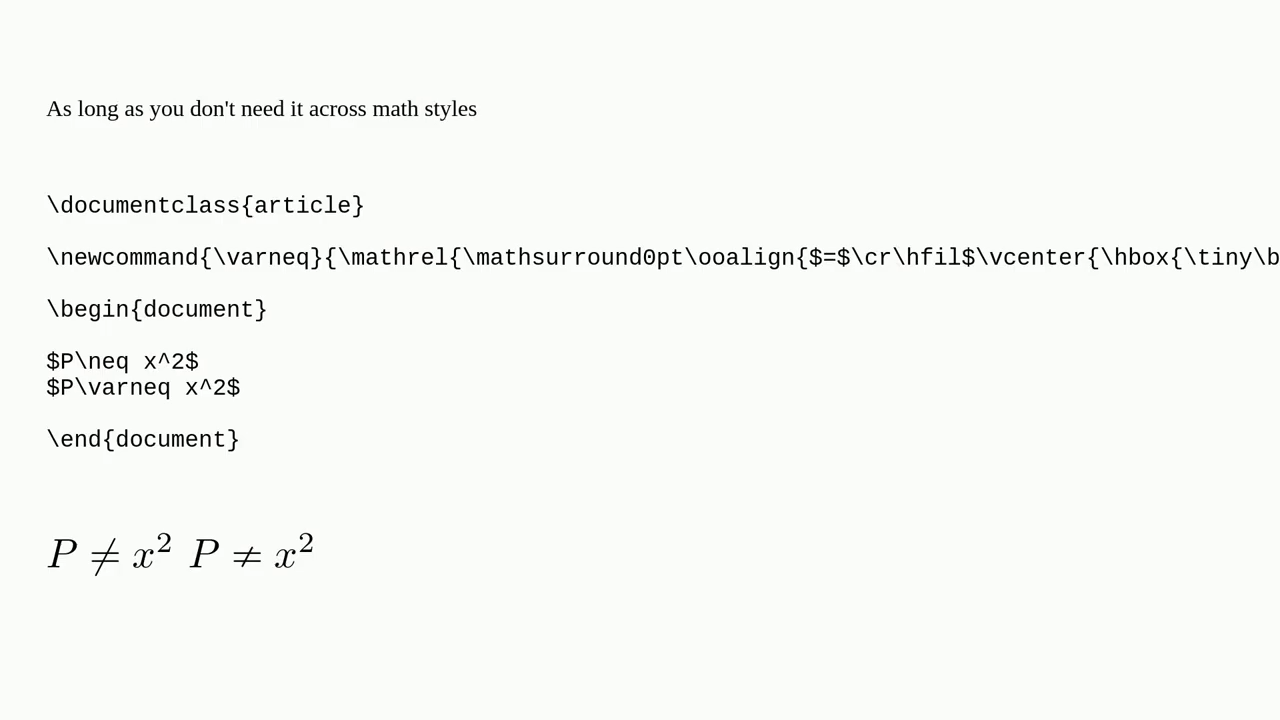 As long as you don't need it across math styles
\documentclass{article}
\newcommand{\varneq}{\mathrel{\mathsurround0pt\ooalign{$=$\cr\hfil$\vcenter{\hbox{\tiny\b
\begin{document}
$P\neq x^2$
$P\varneq x^2$
\end{document}
P ≠ x² P ≠ x²